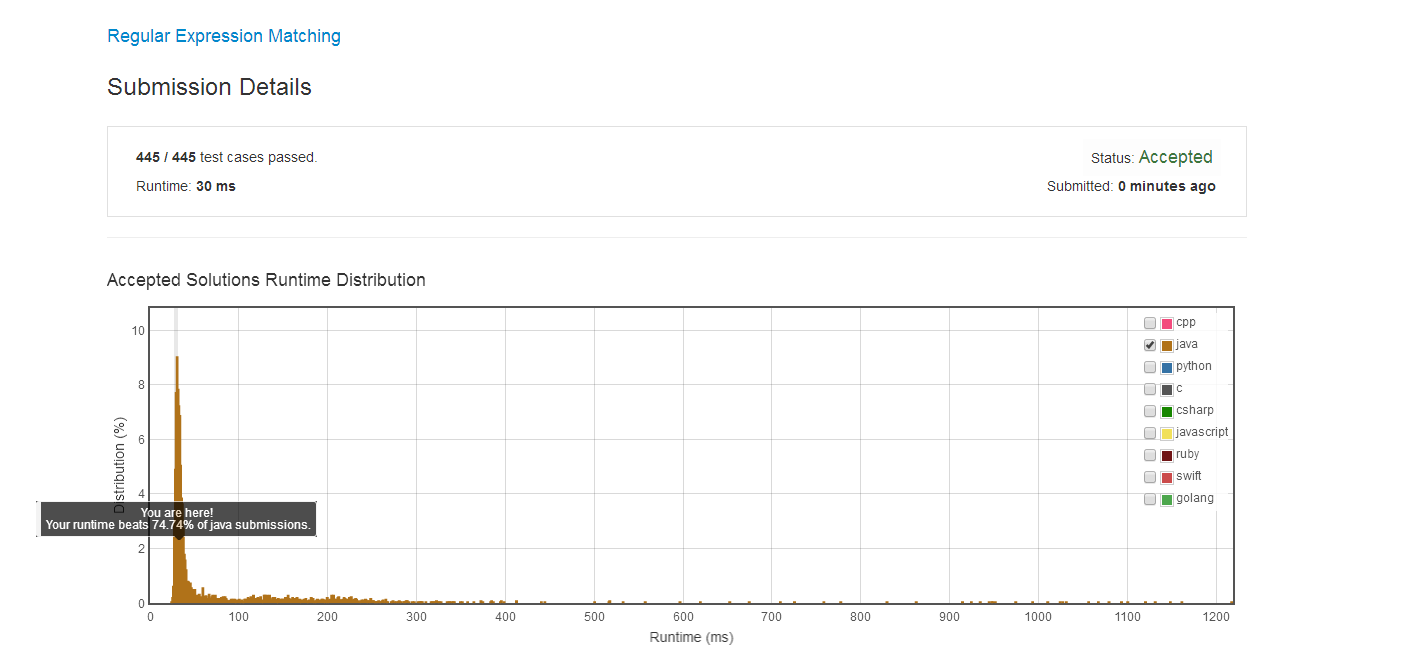 Regular Expression Matching
Submission Details
445 / 445 test cases passed.
Status: Accepted
Runtime: 30 ms
Submitted: 0 minutes ago
Accepted Solutions Runtime Distribution
Distribution (%)
10
8
6
4
2
0
You are here!
Your runtime beats 74.74% of java submissions.
cpp
java
python
c
csharp
javascript
ruby
swift
golang
0 100 200 300 400 500 600 700 800 900 1000 1100 1200
Runtime (ms)